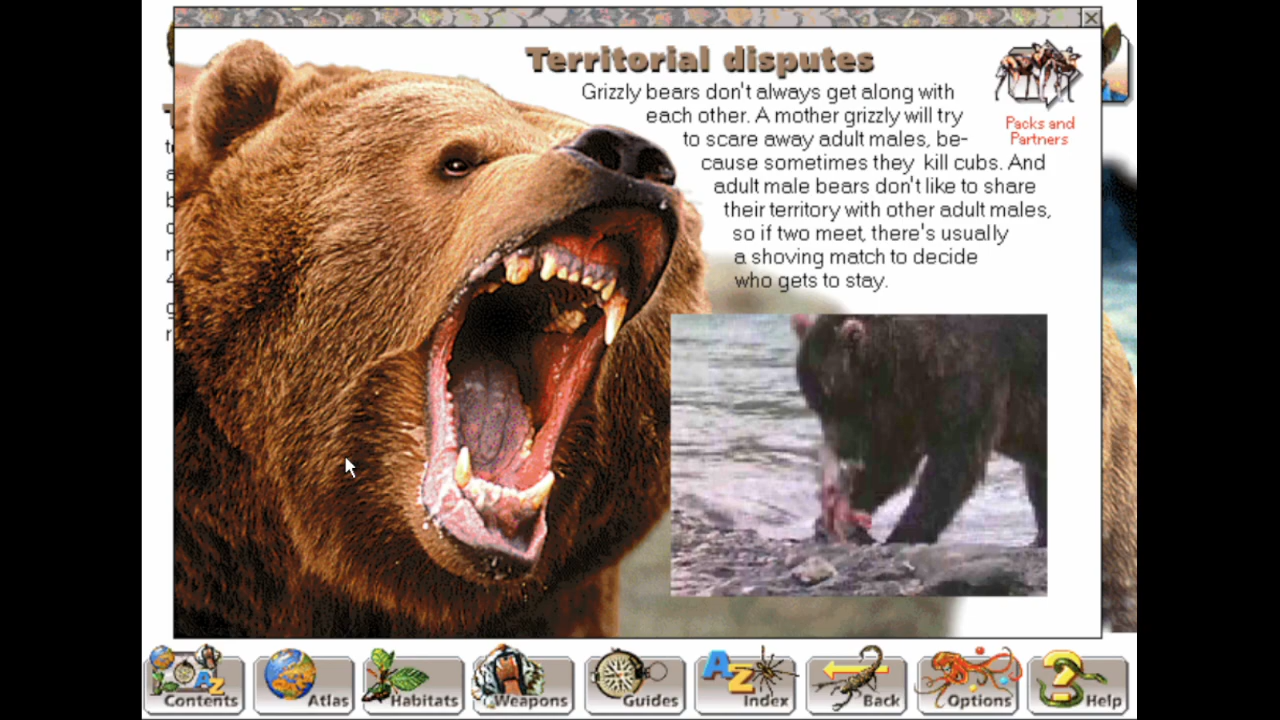 Territorial disputes
Grizzly bears don't always get along with
each other. A mother grizzly will try
to scare away adult males, be-
cause sometimes they kill cubs. And
adult male bears don't like to share
their territory with other adult males,
so if two meet, there's usually
a shoving match to decide
who gets to stay.
Packs and
Partners
Contents
Atlas
Habitats
Weapons
Guides
AZ
Index
Back
Options
Help